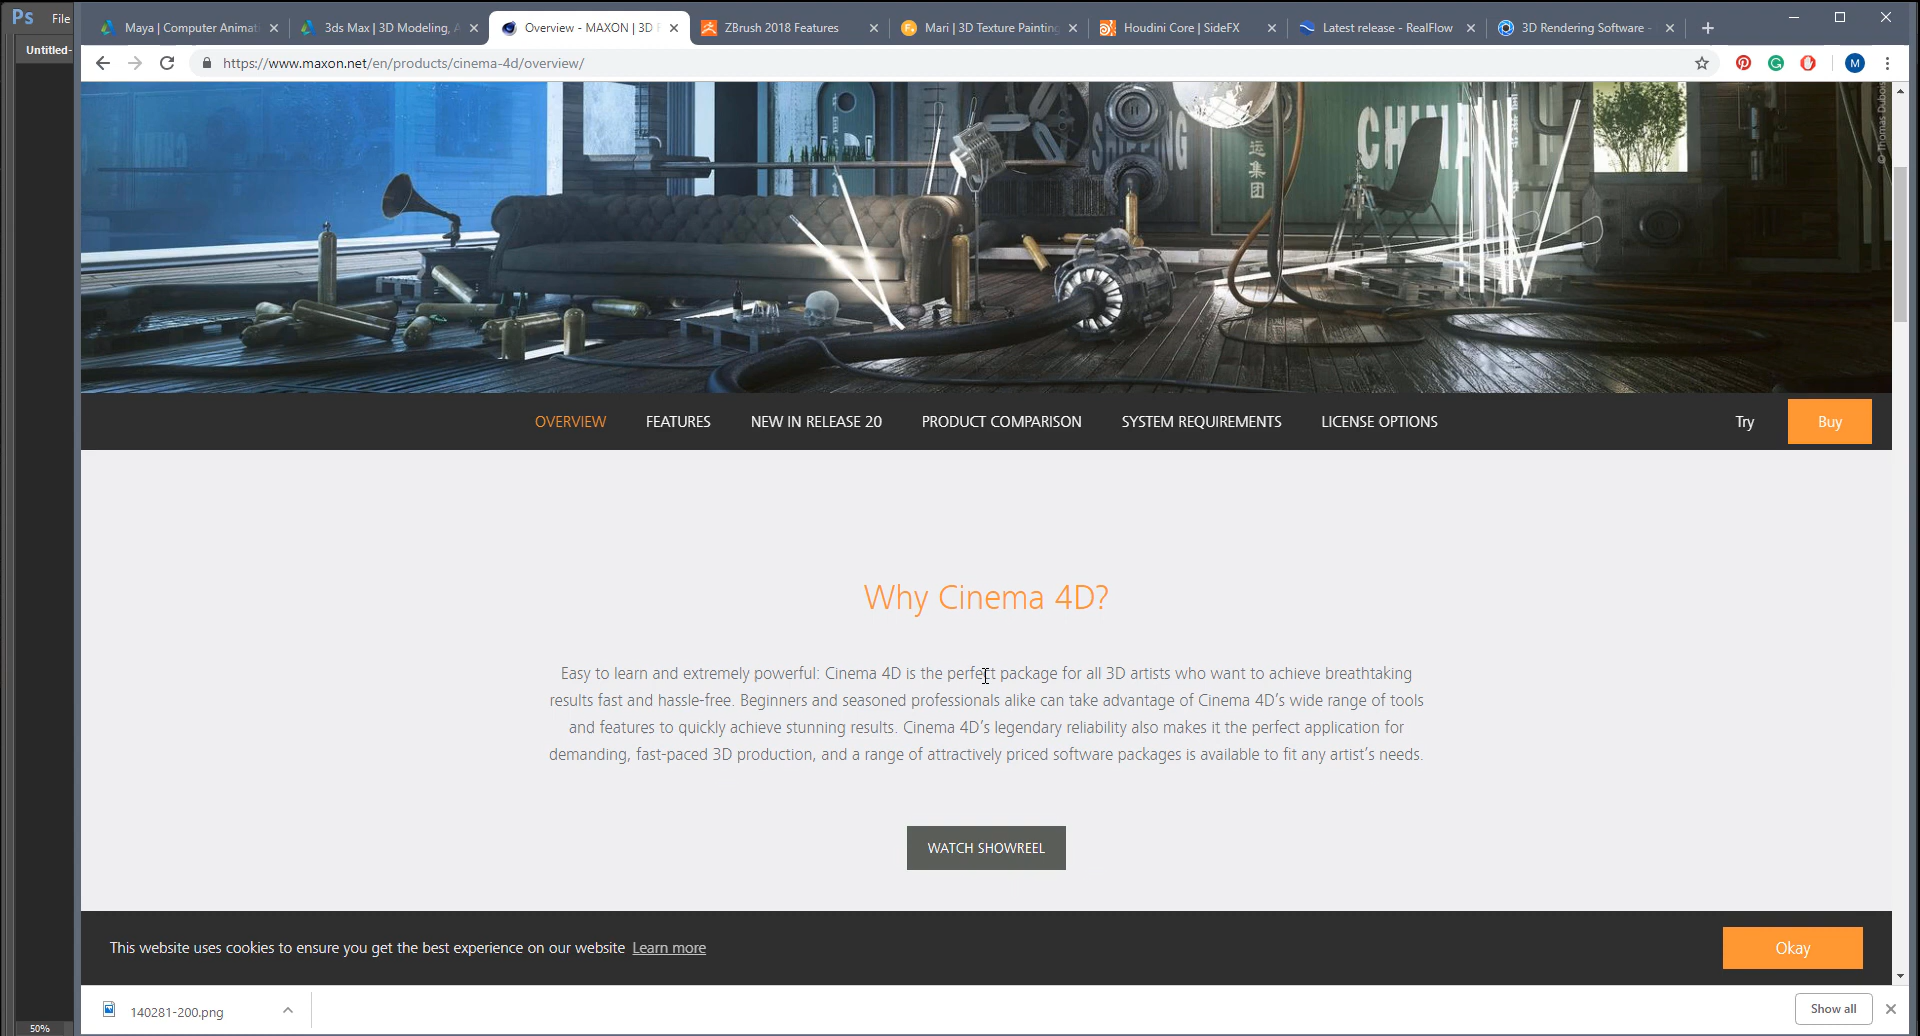 Ps File
Untitled-
Maya | Computer Animati
3ds Max | 3D Modeling, A
Overview - MAXON | 3D F
ZBrush 2018 Features
Mari | 3D Texture Painting
Houdini Core | SideFX
Latest release - RealFlow
3D Rendering Software -
https://www.maxon.net/en/products/cinema-4d/overview/
M
© Thomas Dubois
SHIPPING
CHINA
运
集
团
OVERVIEW
FEATURES
NEW IN RELEASE 20
PRODUCT COMPARISON
SYSTEM REQUIREMENTS
LICENSE OPTIONS
Try
Buy
Why Cinema 4D?
Easy to learn and extremely powerful: Cinema 4D is the perfect package for all 3D artists who want to achieve breathtaking
results fast and hassle-free. Beginners and seasoned professionals alike can take advantage of Cinema 4D’s wide range of tools
and features to quickly achieve stunning results. Cinema 4D’s legendary reliability also makes it the perfect application for
demanding, fast-paced 3D production, and a range of attractively priced software packages is available to fit any artist’s needs.
WATCH SHOWREEL
This website uses cookies to ensure you get the best experience on our website Learn more
Okay
140281-200.png
Show all
50%